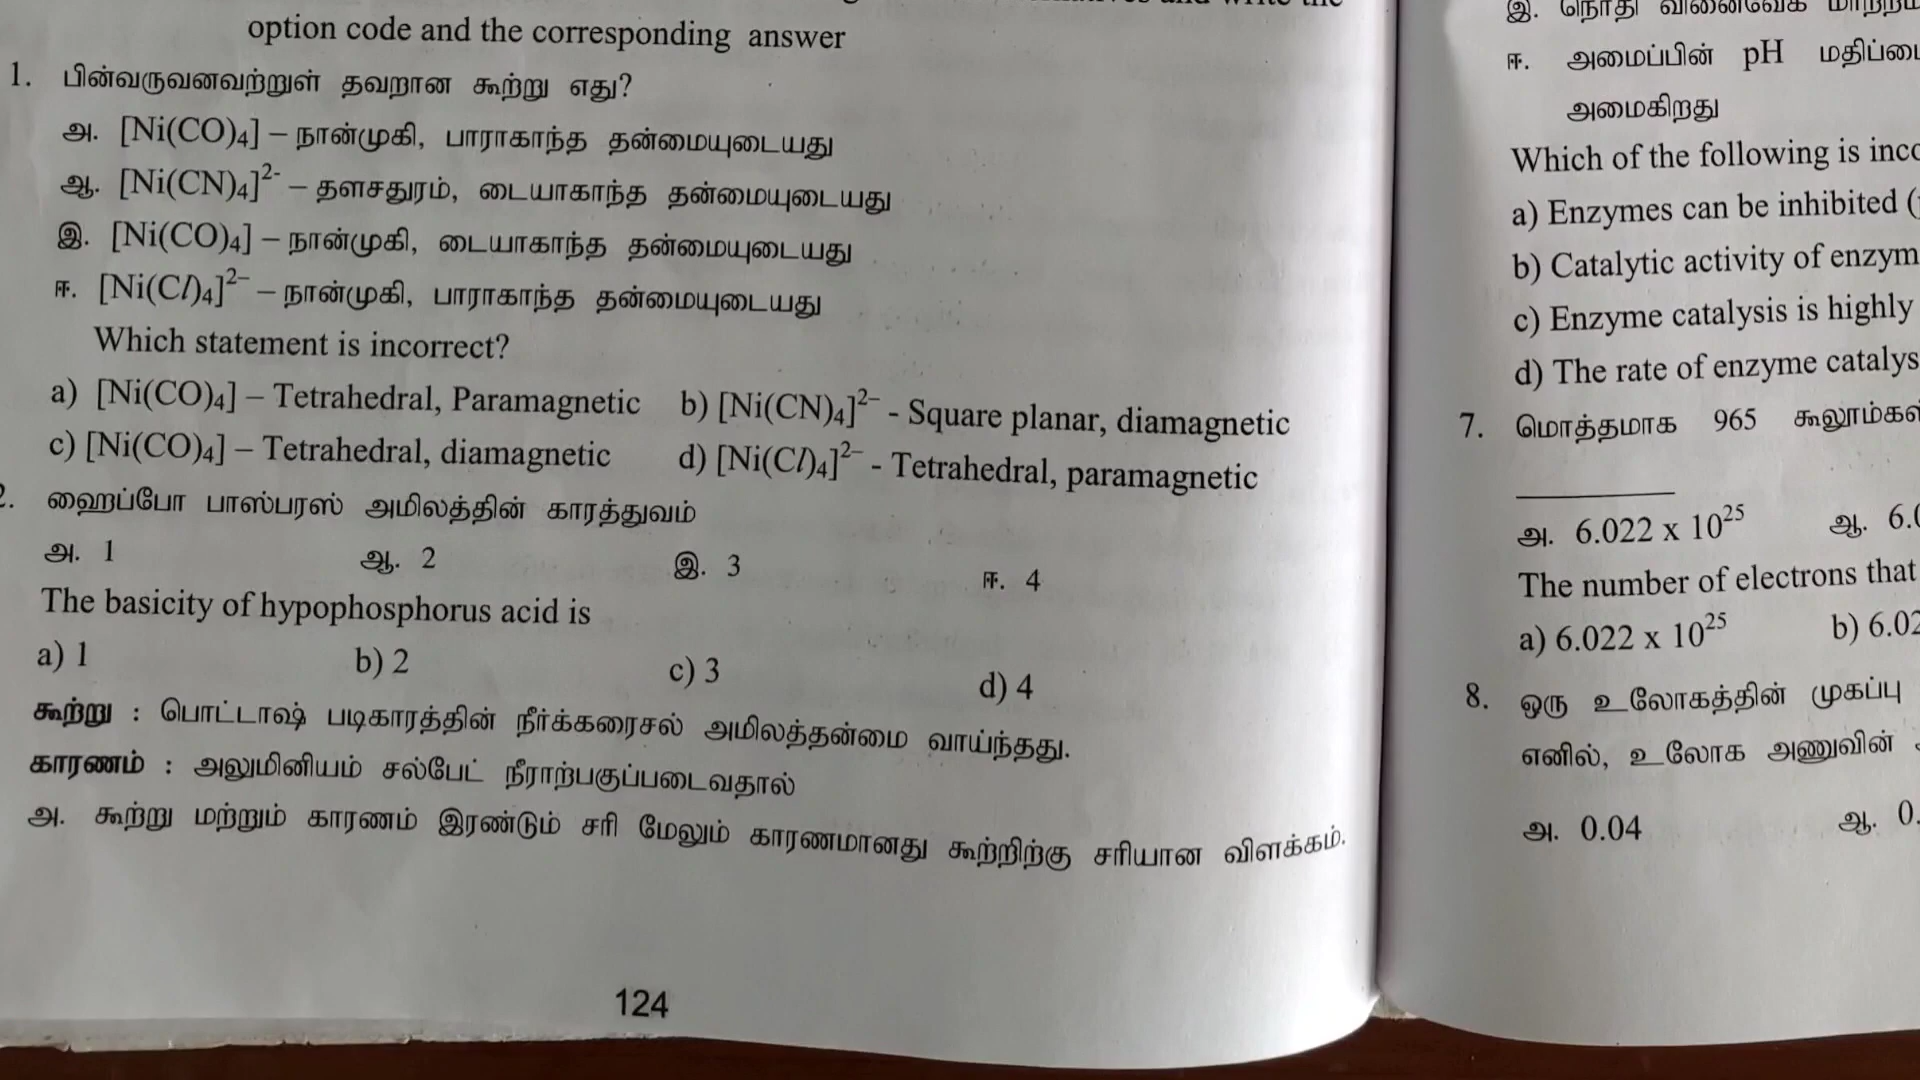 option code and the corresponding answer
1. பின்வருவனவற்றுள் தவறான கூற்று எது?
அ. [Ni(CO)₄] – நான்முகி, பாராகாந்த தன்மையுடையது
ஆ. [Ni(CN)₄]²⁻ – தளசதுரம், டையாகாந்த தன்மையுடையது
இ. [Ni(CO)₄] – நான்முகி, டையாகாந்த தன்மையுடையது
ஈ. [Ni(Cl)₄]²⁻ – நான்முகி, பாராகாந்த தன்மையுடையது
Which statement is incorrect?
a) [Ni(CO)₄] – Tetrahedral, Paramagnetic b) [Ni(CN)₄]²⁻ - Square planar, diamagnetic
c) [Ni(CO)₄] – Tetrahedral, diamagnetic d) [Ni(Cl)₄]²⁻ - Tetrahedral, paramagnetic
2. ஹைப்போ பாஸ்பரஸ் அமிலத்தின் காரத்துவம்
அ. 1 ஆ. 2 இ. 3 ஈ. 4
The basicity of hypophosphorus acid is
a) 1 b) 2 c) 3 d) 4
கூற்று : பொட்டாஷ் படிகாரத்தின் நீர்க்கரைசல் அமிலத்தன்மை வாய்ந்தது.
காரணம் : அலுமினியம் சல்பேட் நீராற்பகுப்படைவதால்
அ. கூற்று மற்றும் காரணம் இரண்டும் சரி மேலும் காரணமானது கூற்றிற்கு சரியான விளக்கம்.
124
இ. நொதி
ஈ. அமைப்பின் pH
அமைகிறது
Which of the following is
a) Enzymes can be inhibited
b) Catalytic activity of
c) Enzyme catalysis is highly
d) The rate of enzyme
7. மொத்தமாக 965
அ. 6.022 x 10²⁵ ஆ.
The number of electrons that
a) 6.022 x 10²⁵ b)
8. ஒரு உலோகத்தின் முகப்பு
எனில், உலோக அணுவின்
அ. 0.04 ஆ.